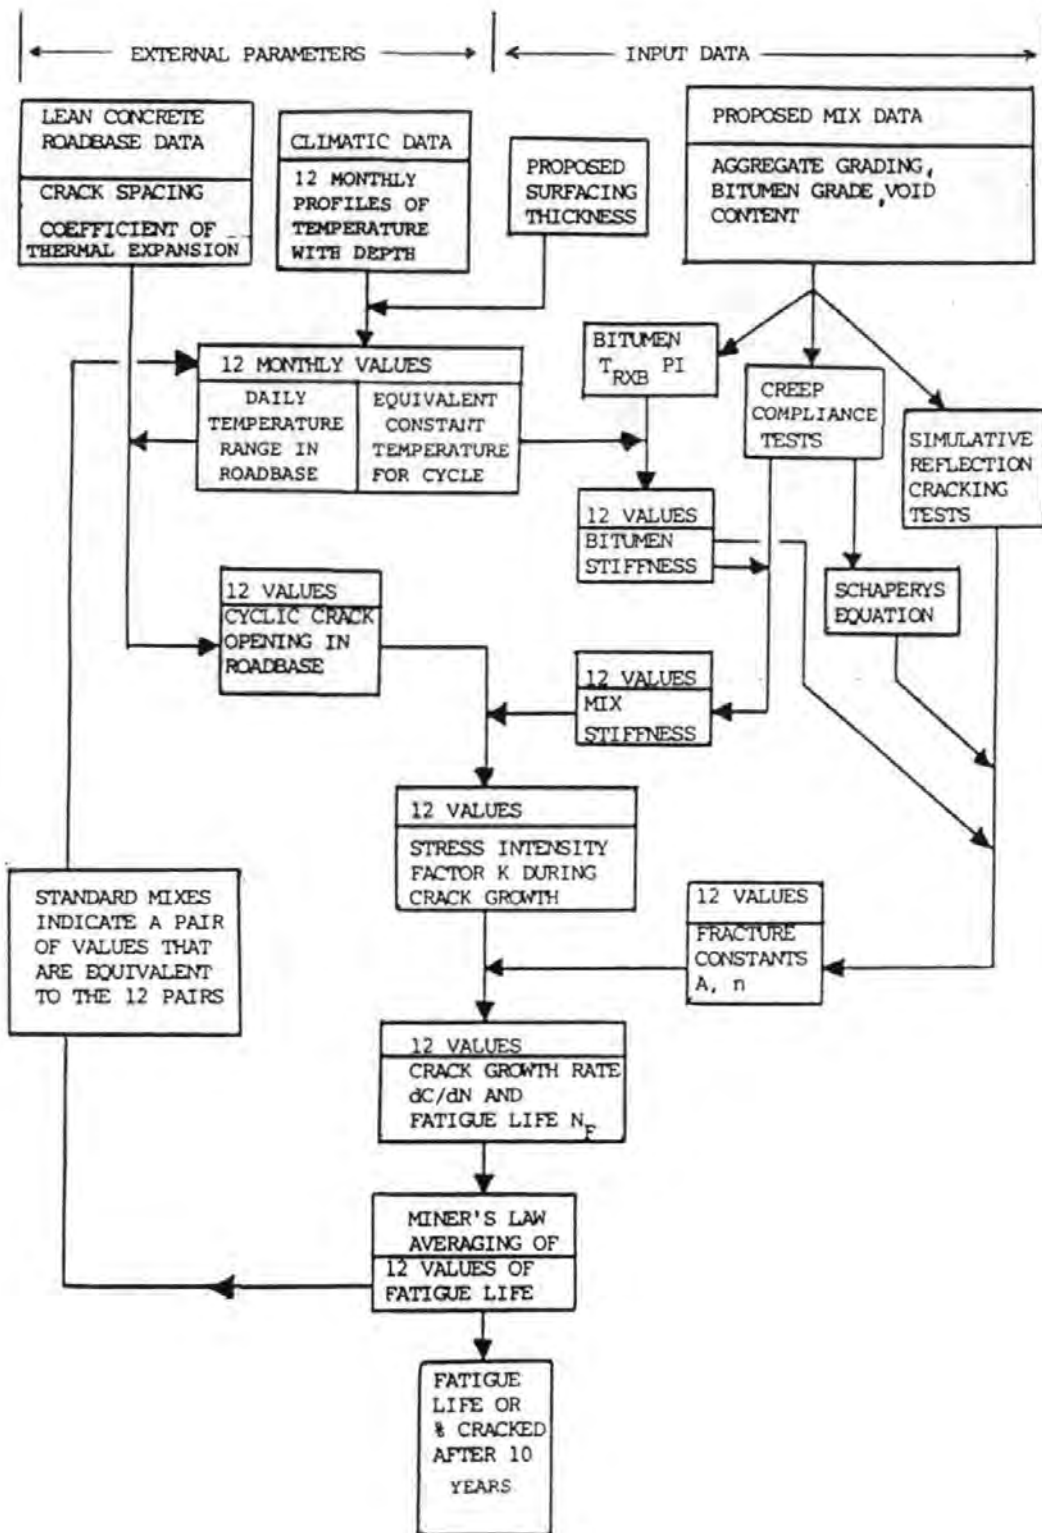 EXTERNAL PARAMETERS
INPUT DATA
LEAN CONCRETE
ROADBASE DATA
CRACK SPACING
COEFFICIENT OF
THERMAL EXPANSION
CLIMATIC DATA
12 MONTHLY
PROFILES OF
TEMPERATURE
WITH DEPTH
PROPOSED
SURFACING
THICKNESS
PROPOSED MIX DATA
AGGREGATE GRADING,
BITUMEN GRADE,VOID
CONTENT
12 MONTHLY VALUES
DAILY
TEMPERATURE
RANGE IN
ROADBASE
EQUIVALENT
CONSTANT
TEMPERATURE
FOR CYCLE
BITUMEN
TRXB PI
CREEP
COMPLIANCE
TESTS
SIMULATIVE
REFLECTION
CRACKING
TESTS
12 VALUES
BITUMEN
STIFFNESS
SCHAPERYS
EQUATION
12 VALUES
CYCLIC CRACK
OPENING IN
ROADBASE
12 VALUES
MIX
STIFFNESS
12 VALUES
STRESS INTENSITY
FACTOR K DURING
CRACK GROWTH
STANDARD MIXES
INDICATE A PAIR
OF VALUES THAT
ARE EQUIVALENT
TO THE 12 PAIRS
12 VALUES
FRACTURE
CONSTANTS
A, n
12 VALUES
CRACK GROWTH RATE
dC/dN AND
FATIGUE LIFE NF
MINER'S LAW
AVERAGING OF
12 VALUES OF
FATIGUE LIFE
FATIGUE
LIFE OR
% CRACKED
AFTER 10
YEARS